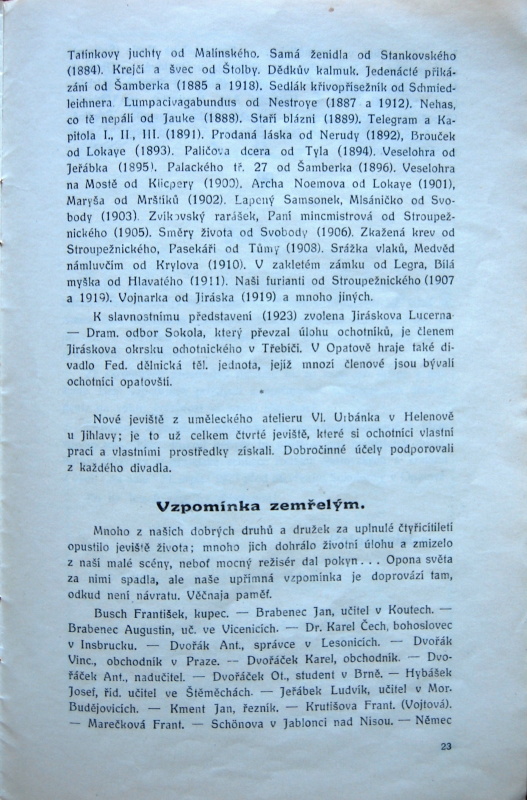 Tatínkovy juchty od Malínského. Samá ženidla od Stankovského
(1884). Krejčí a švec od Štolby. Dědkův kalmuk. Jedenácté přiká-
zání od Šamberka (1885 a 1918). Sedlák křivopřísežník od Schmied-
leidhnera. Lumpacivagabundus od Nestroye (1887 a 1912). Nehas,
co tě nepálí od Jauke (1888). Staří blázni (1889). Telegram a Ka-
pitola I., II., III. (1891). Prodaná láska od Nerudy (1892), Brouček
od Lokaye (1893). Paličova dcera od Tyla (1894). Veselohra od
Jeřábka (1895). Palackého tř. 27 od Šamberka (1896). Veselohra
na Mostě od Klicpery (1900). Archa Noemova od Lokaye (1901),
Maryša od Mrštíků (1902). Lapený Samsonek, Mlsáníčko od Svo-
body (1903). Zvíkovský rarášek, Paní mincmistrová od Stroupež-
nického (1905). Směry života od Svobody (1906). Zkažená krev od
Stroupežnického, Pasekáři od Tůmy (1908). Srážka vlaků, Medvěd
námluvčím od Krylova (1910). V zakletém zámku od Legra, Bílá
myška od Hlavatého (1911). Naši furianti od Stroupežnického (1907
a 1919). Vojnarka od Jiráska (1919) a mnoho jiných.
K slavnostnímu představení (1923) zvolena Jiráskova Lucerna-
— Dram. odbor Sokola, který převzal úlohu ochotníků, je členem
Jiráskova okrsku ochotnického v Třebíči. V Opatově hraje také di-
vadlo Fed. dělnická těl. jednota, jejíž mnozí členové jsou bývalí
ochotníci opatovští.
Nové jeviště z uměleckého atelieru Vl. Urbánka v Helenově
u Jihlavy; je to už celkem čtvrté jeviště, které si ochotníci vlastní
prací a vlastními prostředky získali. Dobročinné účely podporovali
z každého divadla.
Vzpomínka zemřelým.
Mnoho z našich dobrých druhů a družek za uplnulé čtyřicítiletí
opustilo jeviště života; mnoho jich dohrálo životní úlohu a zmizelo
z naší malé scény, neboť mocný režisér dal pokyn... Opona světa
za nimi spadla, ale naše upřímná vzpomínka je doprovází tam,
odkud není návratu. Věčnaja paměť.
Busch František, kupec. — Brabenec Jan, učitel v Koutech. —
Brabenec Augustin, uč. ve Vicenicích. — Dr. Karel Čech, bohoslovec
v Insbrucku. — Dvořák Ant., správce v Lesonicích. — Dvořák
Vinc., obchodník v Praze. — Dvořáček Karel, obchodník. — Dvo-
řáček Ant., nadučitel. — Dvořáček Ot., student v Brně. — Hybášek
Josef, říd. učitel ve Štěměchách. — Jeřábek Ludvík, učitel v Mor.
Budějovicích. — Kment Jan, řezník. — Krutišova Frant. (Vojtová).
— Marečková Frant. — Schönova v Jablonci nad Nisou. — Němec
23